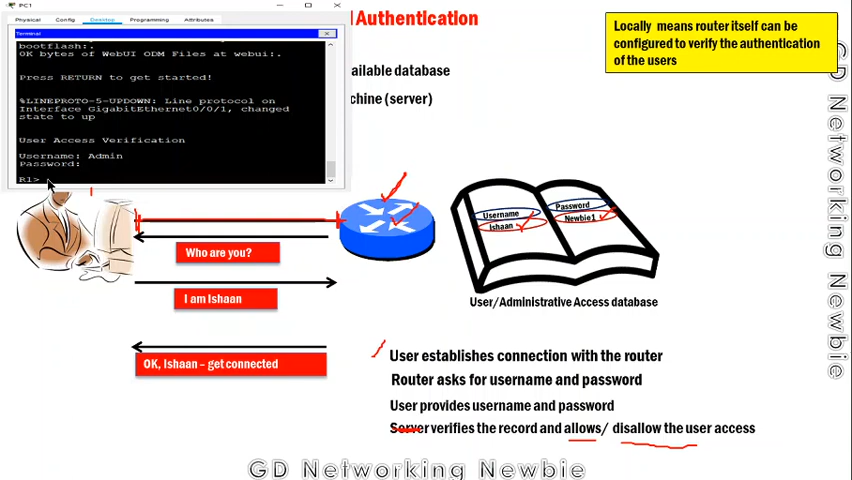 PC1
Physical Config Desktop Programming Attributes
Terminal
bootflash:.
OK bytes of WebUI ODM Files at webui:.
Press RETURN to get started!
%LINEPROTO-5-UPDOWN: Line protocol on
Interface GigabitEthernet0/0/1, changed
state to up
User Access Verification
Username: Admin
Password:
R1>
Authentication
ailable database
chine (server)
Locally means router itself can be
configured to verify the authentication
of the users
Who are you?
I am Ishaan
OK, Ishaan – get connected
Username
Ishaan
Password
Newbie1
User/Administrative Access database
User establishes connection with the router
Router asks for username and password
User provides username and password
Server verifies the record and allows/ disallow the user access
GD Networking Newbie
GD Networking Newbie